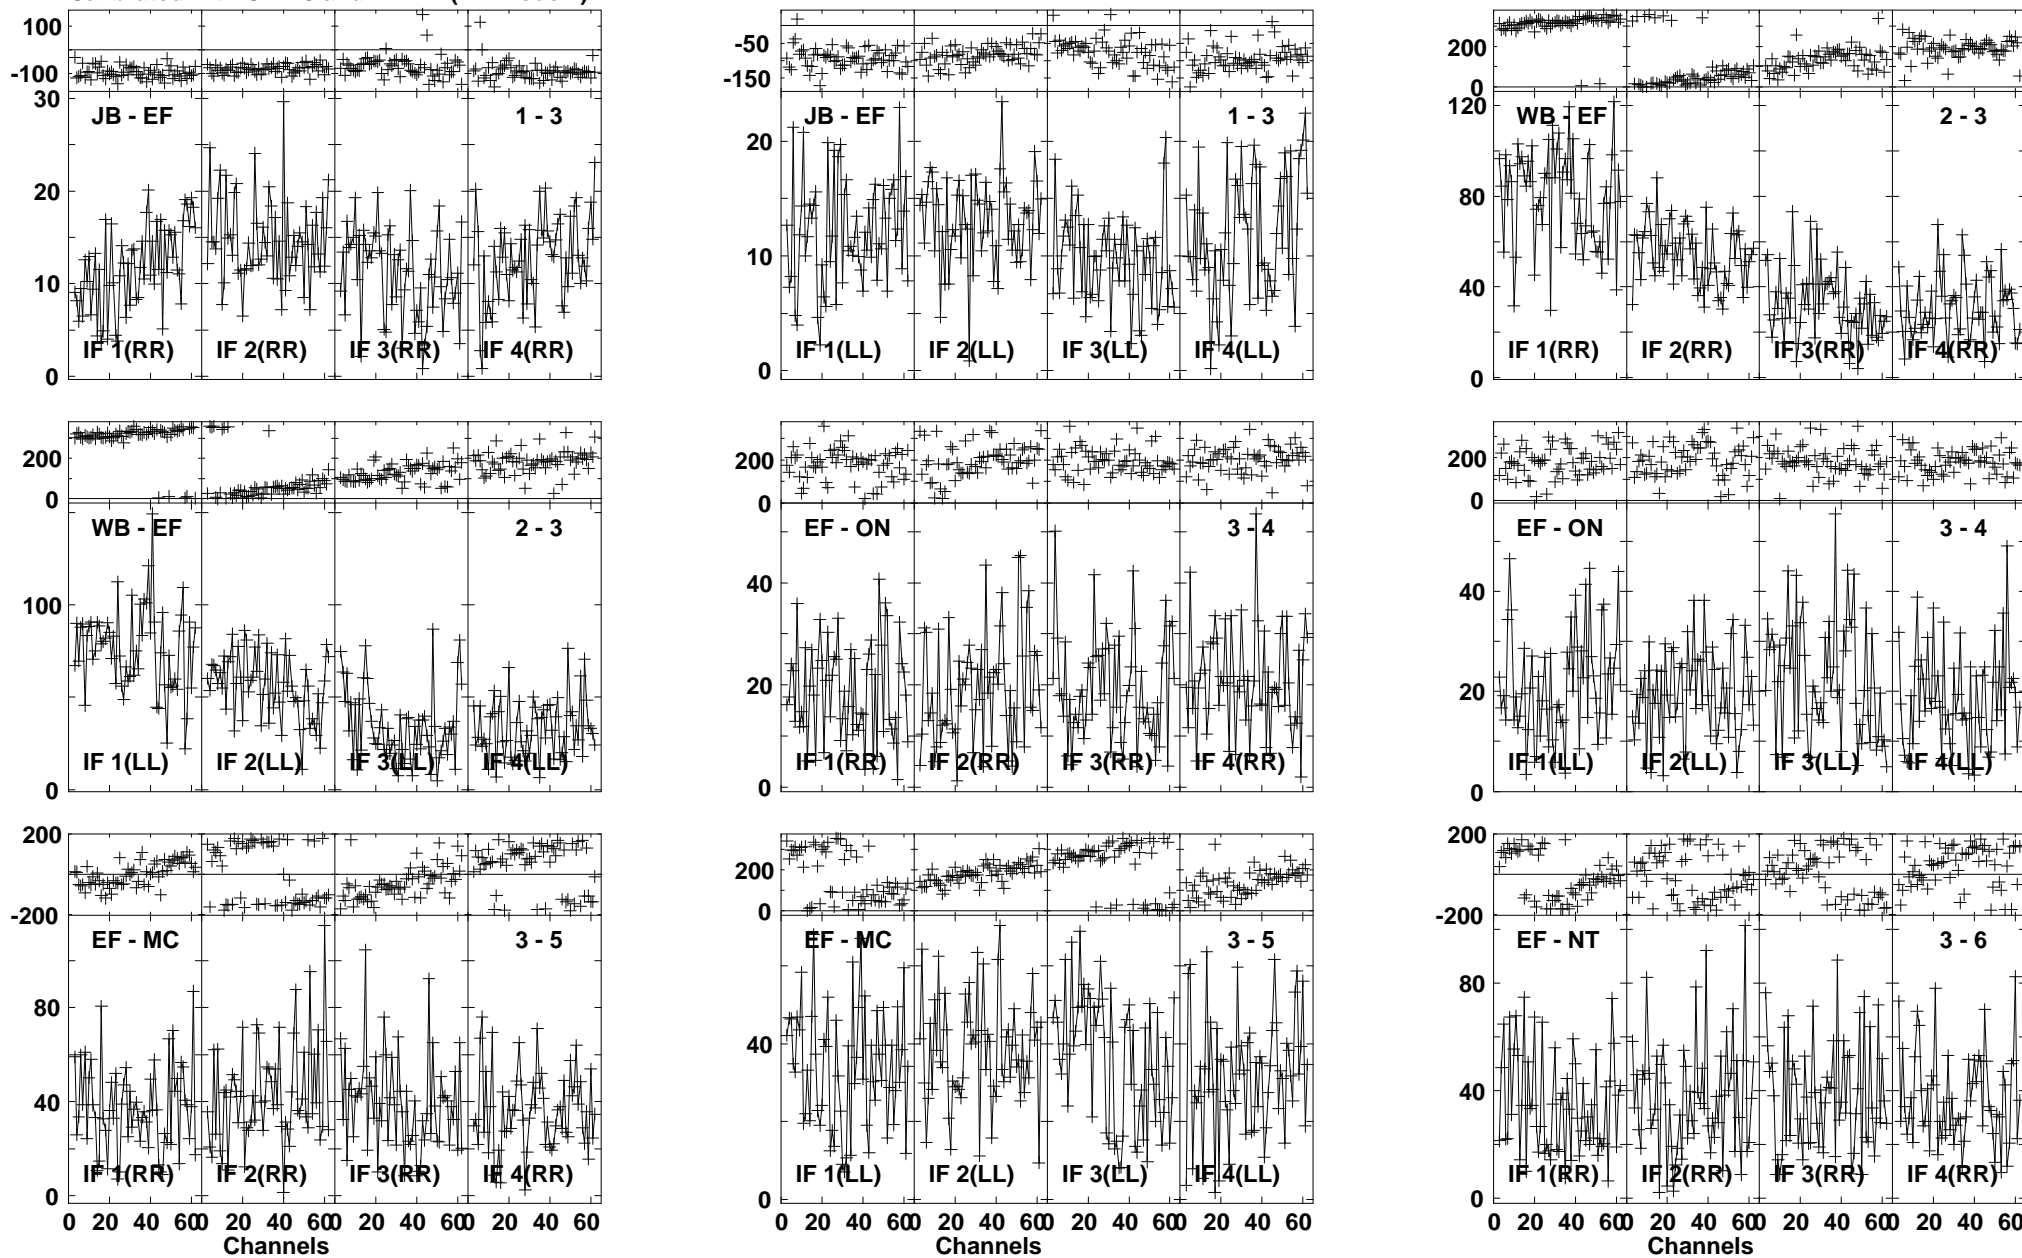 100
-100
30
20
10
0
JB - EF 1 - 3
IF 1(RR) IF 2(RR) IF 3(RR) IF 4(RR)
-50
-150
20
10
0
JB - EF 1 - 3
IF 1(LL) IF 2(LL) IF 3(LL) IF 4(LL)
200
0
120
80
40
0
WB - EF 2 - 3
IF 1(RR) IF 2(RR) IF 3(RR) IF 4(RR)
200
0
100
0
WB - EF 2 - 3
IF 1(LL) IF 2(LL) IF 3(LL) IF 4(LL)
200
0
40
20
0
EF - ON 3 - 4
IF 1(RR) IF 2(RR) IF 3(RR) IF 4(RR)
200
0
40
20
0
EF - ON 3 - 4
IF 1(LL) IF 2(LL) IF 3(LL) IF 4(LL)
200
-200
80
40
0
EF - MC 3 - 5
IF 1(RR) IF 2(RR) IF 3(RR) IF 4(RR)
0 20 40 60 0 20 40 60 0 20 40 60 0 20 40 60
Channels
200
0
40
0
EF - MC 3 - 5
IF 1(LL) IF 2(LL) IF 3(LL) IF 4(LL)
0 20 40 60 0 20 40 60 0 20 40 60 0 20 40 60
Channels
200
-200
80
40
0
EF - NT 3 - 6
IF 1(RR) IF 2(RR) IF 3(RR) IF 4(RR)
0 20 40 60 0 20 40 60 0 20 40 60 0 20 40 60
Channels